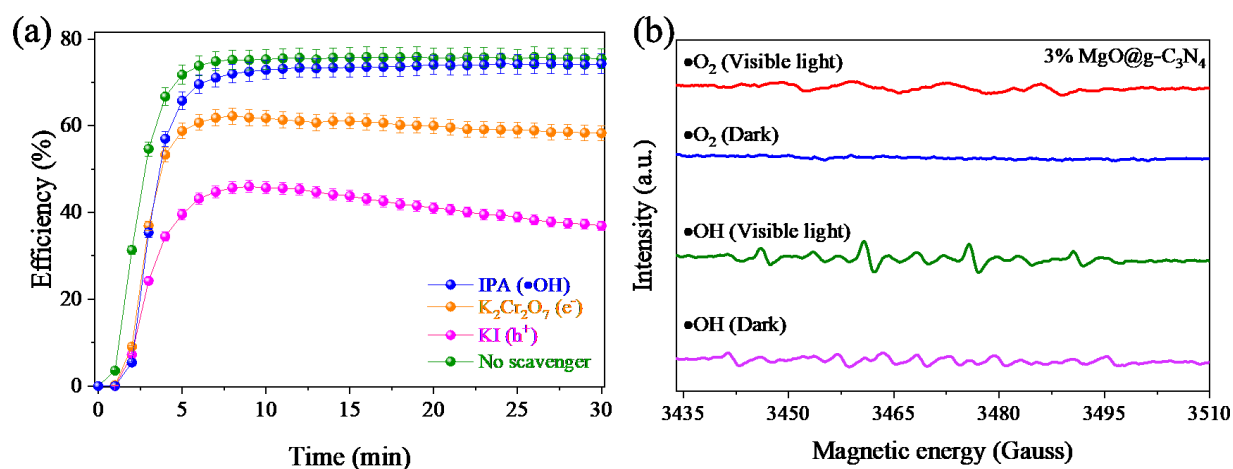 (a)
80
60
40
20
0
Efficiency (%)
IPA (●OH)
K₂Cr₂O₇ (e⁻)
KI (h⁺)
No scavenger
0 5 10 15 20 25 30
Time (min)
(b)
3% MgO@g-C₃N₄
●O₂ (Visible light)
●O₂ (Dark)
●OH (Visible light)
●OH (Dark)
Intensity (a.u.)
3435 3450 3465 3480 3495 3510
Magnetic energy (Gauss)